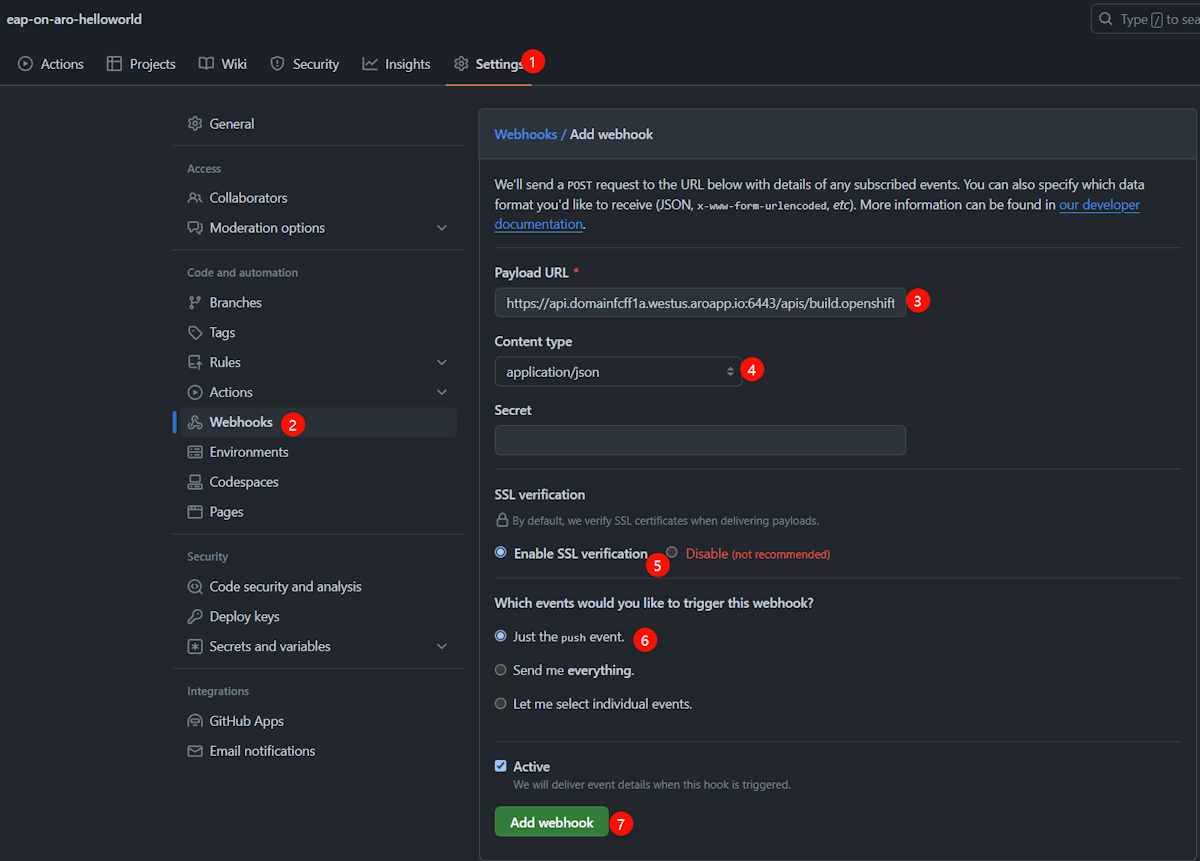 eap-on-aro-helloworld
Type / to sea
Actions Projects Wiki Security Insights Settings 1
General
Access
Collaborators
Moderation options
Code and automation
Branches
Tags
Rules
Actions
Webhooks 2
Environments
Codespaces
Pages
Security
Code security and analysis
Deploy keys
Secrets and variables
Integrations
GitHub Apps
Email notifications
Webhooks / Add webhook
We'll send a POST request to the URL below with details of any subscribed events. You can also specify which data
format you'd like to receive (JSON, x-www-form-urlencoded, etc). More information can be found in our developer
documentation.
Payload URL *
https://api.domainfcff1a.westus.aroapp.io:6443/apis/build.openshift 3
Content type
application/json 4
Secret
SSL verification
By default, we verify SSL certificates when delivering payloads.
Enable SSL verification 5 Disable (not recommended)
Which events would you like to trigger this webhook?
Just the push event. 6
Send me everything.
Let me select individual events.
Active
We will deliver event details when this hook is triggered.
Add webhook 7